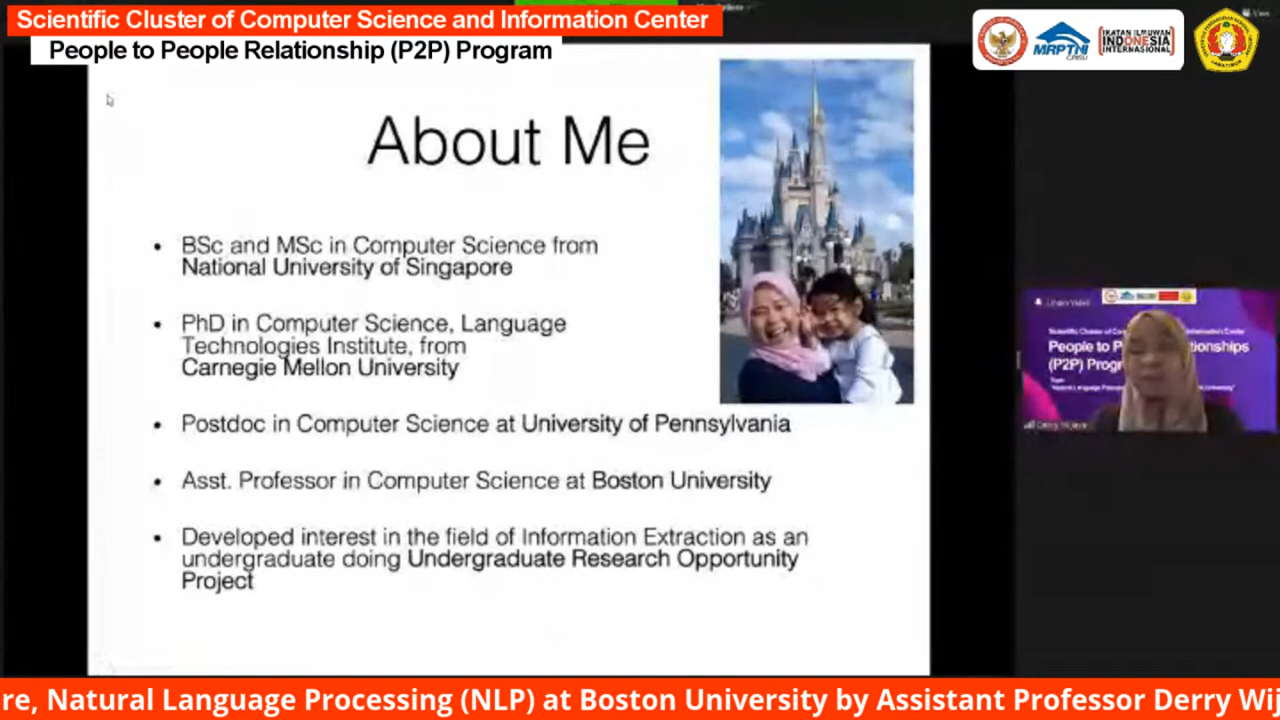 Scientific Cluster of Computer Science and Information Center
People to People Relationship (P2P) Program
MRPTNI
IKATAN ILMUWAN
INDONESIA
INTERNASIONAL
About Me
• BSc and MSc in Computer Science from
National University of Singapore
• PhD in Computer Science, Language
Technologies Institute, from
Carnegie Mellon University
• Postdoc in Computer Science at University of Pennsylvania
• Asst. Professor in Computer Science at Boston University
• Developed interest in the field of Information Extraction as an
undergraduate doing Undergraduate Research Opportunity
Project
People to P
tionships
(P2P) Progr
re, Natural Language Processing (NLP) at Boston University by Assistant Professor Derry Wij